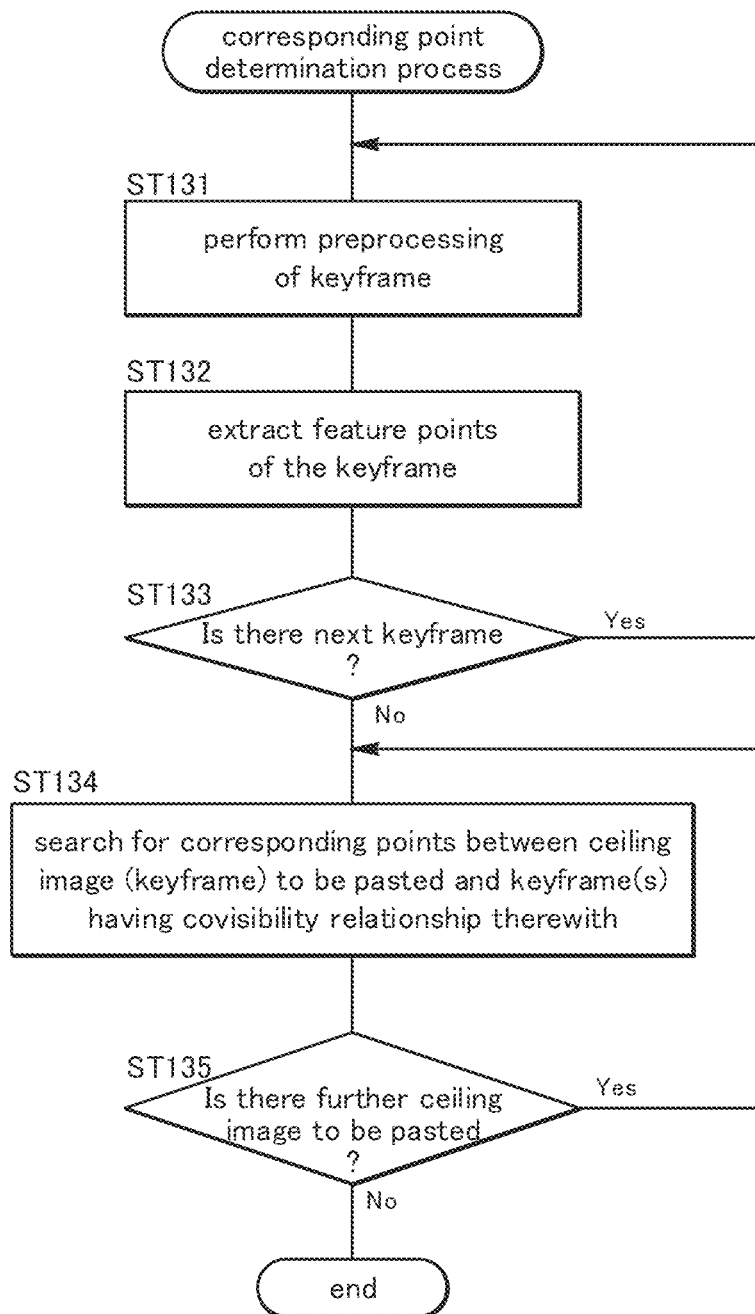 corresponding point
determination process
ST131
perform preprocessing
of keyframe
ST132
extract feature points
of the keyframe
ST133
Is there next keyframe
?
Yes
No
ST134
search for corresponding points between ceiling
image (keyframe) to be pasted and keyframe(s)
having covisibility relationship therewith
ST135
Is there further ceiling
image to be pasted
?
Yes
No
end